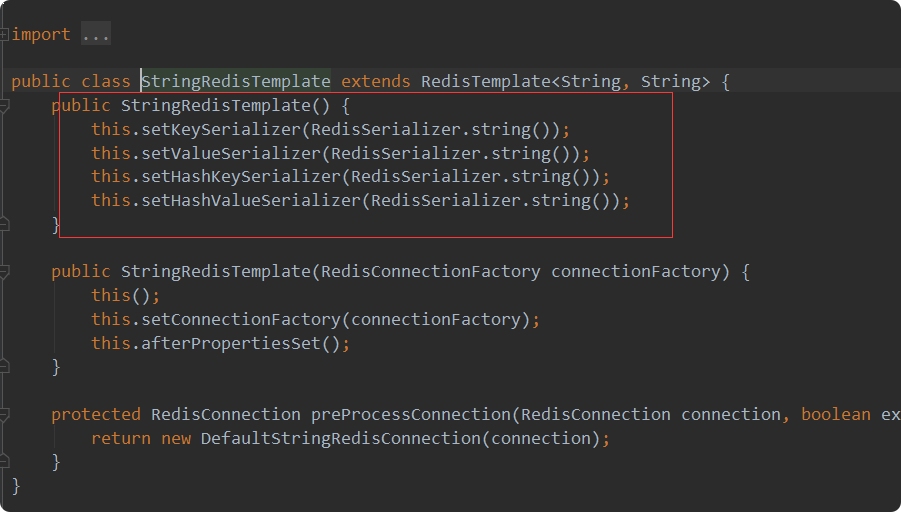 import ...
public class StringRedisTemplate extends RedisTemplate<String, String> {
    public StringRedisTemplate() {
        this.setKeySerializer(RedisSerializer.string());
        this.setValueSerializer(RedisSerializer.string());
        this.setHashKeySerializer(RedisSerializer.string());
        this.setHashValueSerializer(RedisSerializer.string());
    }
    public StringRedisTemplate(RedisConnectionFactory connectionFactory) {
        this();
        this.setConnectionFactory(connectionFactory);
        this.afterPropertiesSet();
    }
    protected RedisConnection preProcessConnection(RedisConnection connection, boolean ex
        return new DefaultStringRedisConnection(connection);
    }
}